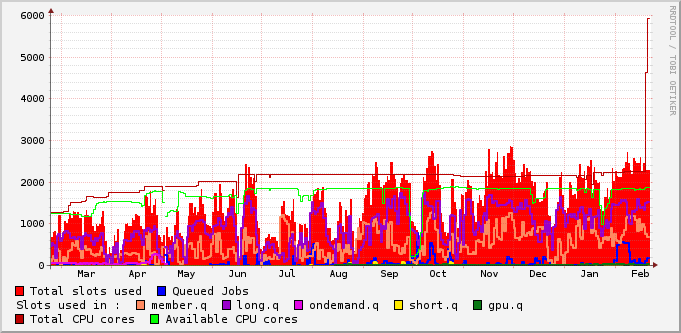 6000
5000
4000
3000
2000
1000
0
Mar Apr May Jun Jul Aug Sep Oct Nov Dec Jan Feb
RRDTOOL / TOBI OETIKER
Total slots used Queued Jobs
Slots used in : member.q long.q ondemand.q short.q gpu.q
Total CPU cores Available CPU cores